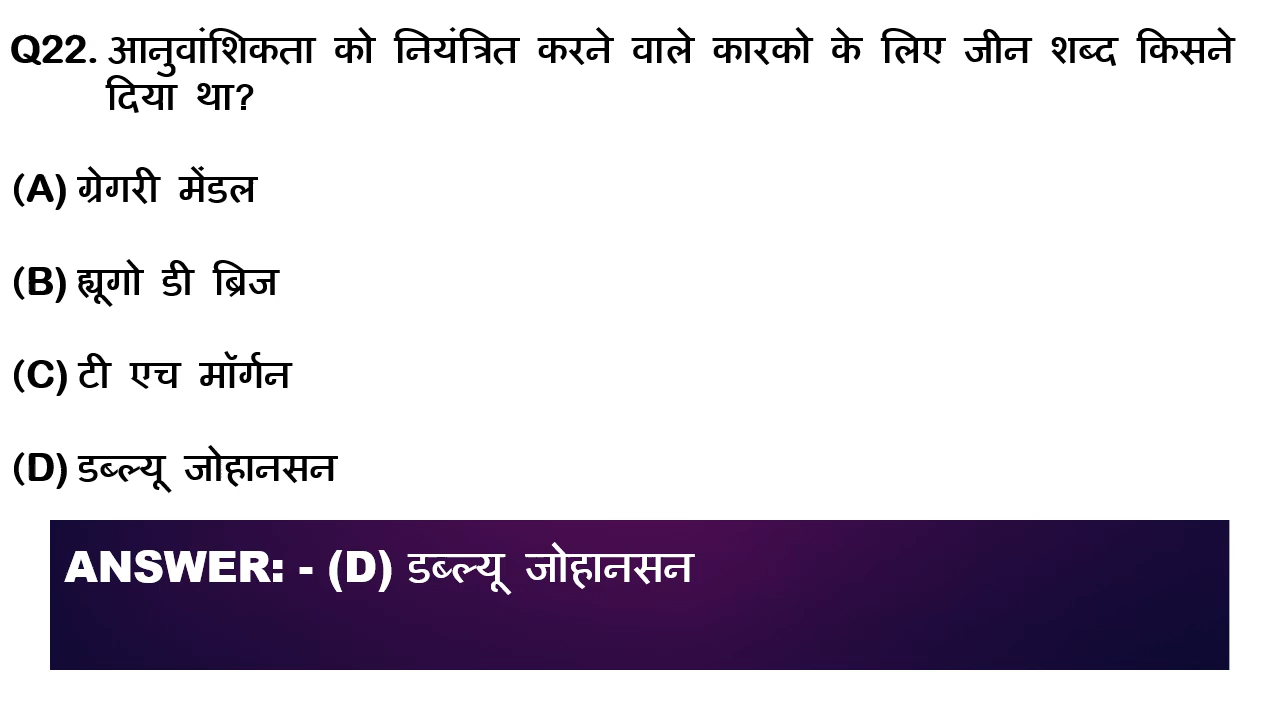 Q22. आनुवांशिकता को नियंत्रित करने वाले कारको के लिए जीन शब्द किसने
दिया था?
(A) ग्रेगरी मेंडल
(B) ह्यूगो डी ब्रिज
(C) टी एच मॉर्गन
(D) डब्ल्यू जोहानसन
ANSWER: - (D) डब्ल्यू जोहानसन